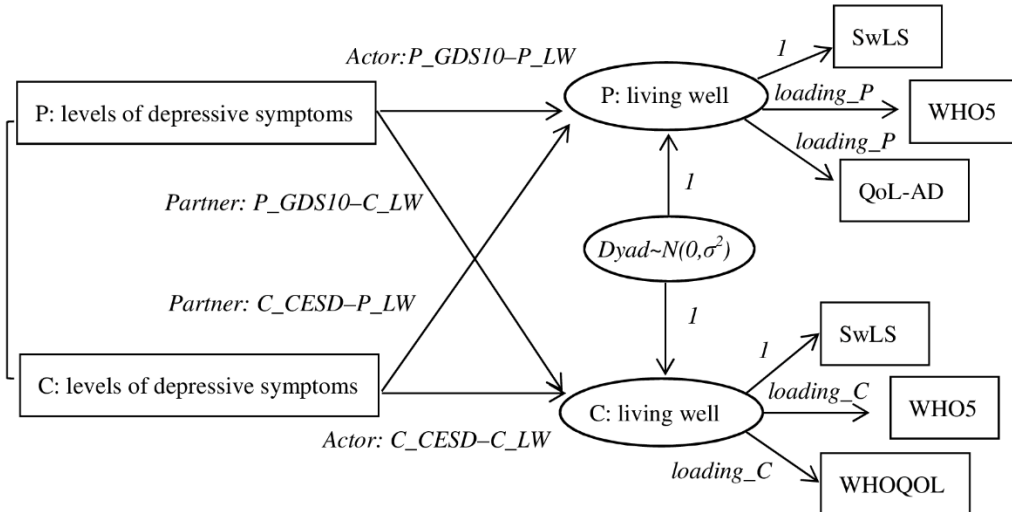 Actor:P_GDS10–P_LW
1
SwLS
P: levels of depressive symptoms
P: living well
loading_P
WHO5
loading_P
QoL-AD
Partner: P_GDS10–C_LW
1
Dyad~N(0,σ²)
Partner: C_CESD–P_LW
1
1
SwLS
C: levels of depressive symptoms
C: living well
loading_C
WHO5
Actor: C_CESD–C_LW
loading_C
WHOQOL